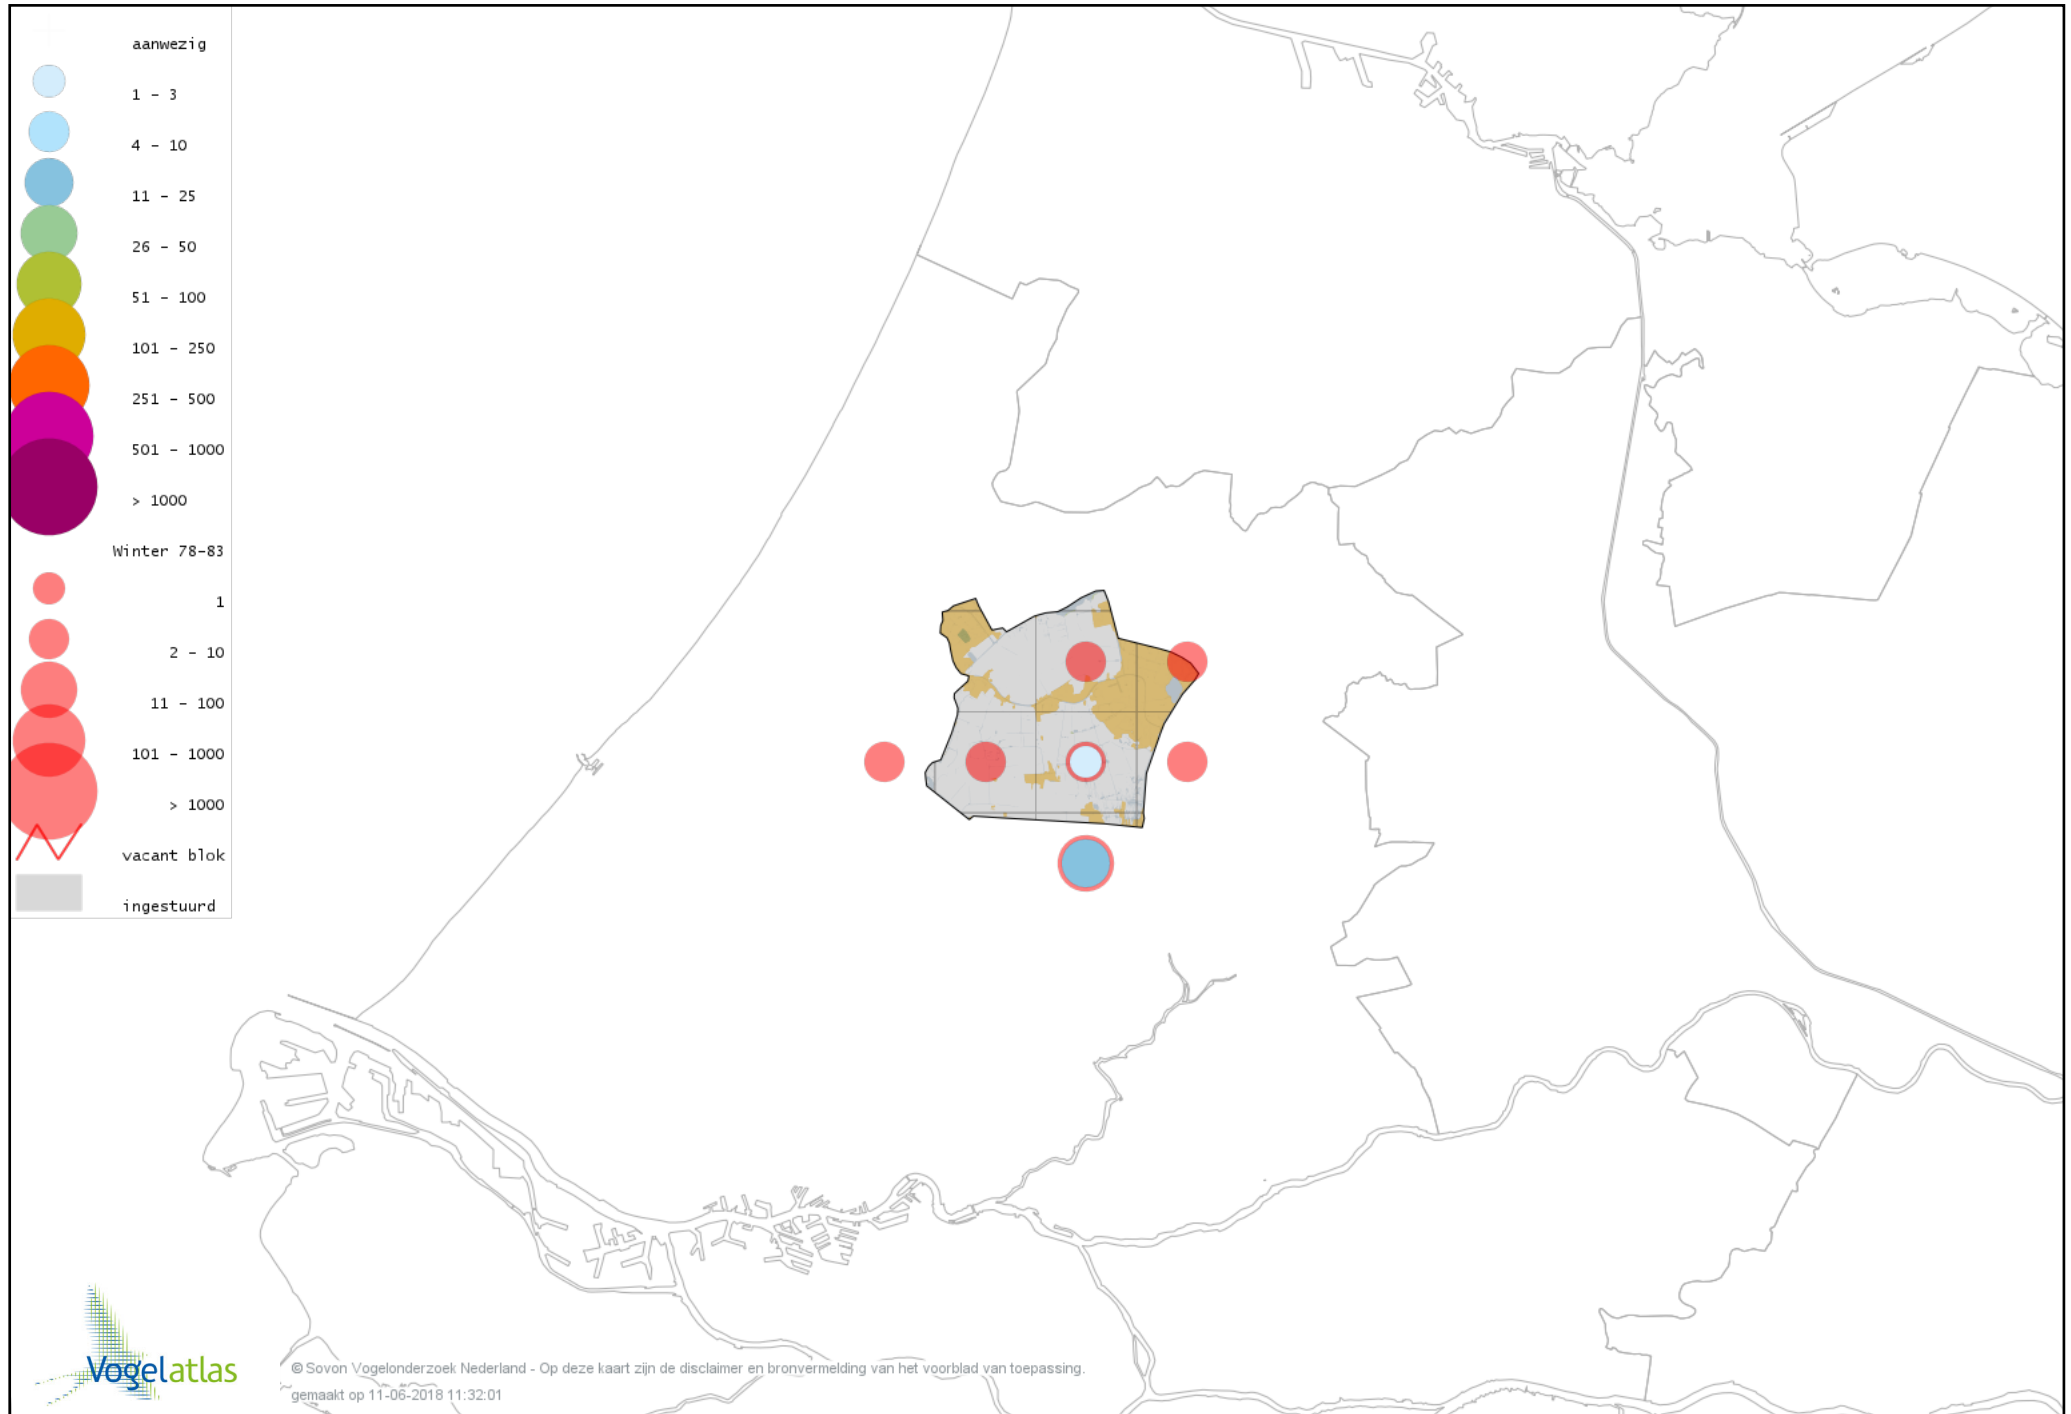 aanwezig
1 - 3
4 - 10
11 - 25
26 - 50
51 - 100
101 - 250
251 - 500
501 - 1000
> 1000
Winter 78-83
1
2 - 10
11 - 100
101 - 1000
> 1000
vacant blok
ingestuurd
Vogelatlas
© Sovon Vogelonderzoek Nederland - Op deze kaart zijn de disclaimer en bronvermelding van het voorblad van toepassing.
gemaakt op 11-06-2018 11:32:01